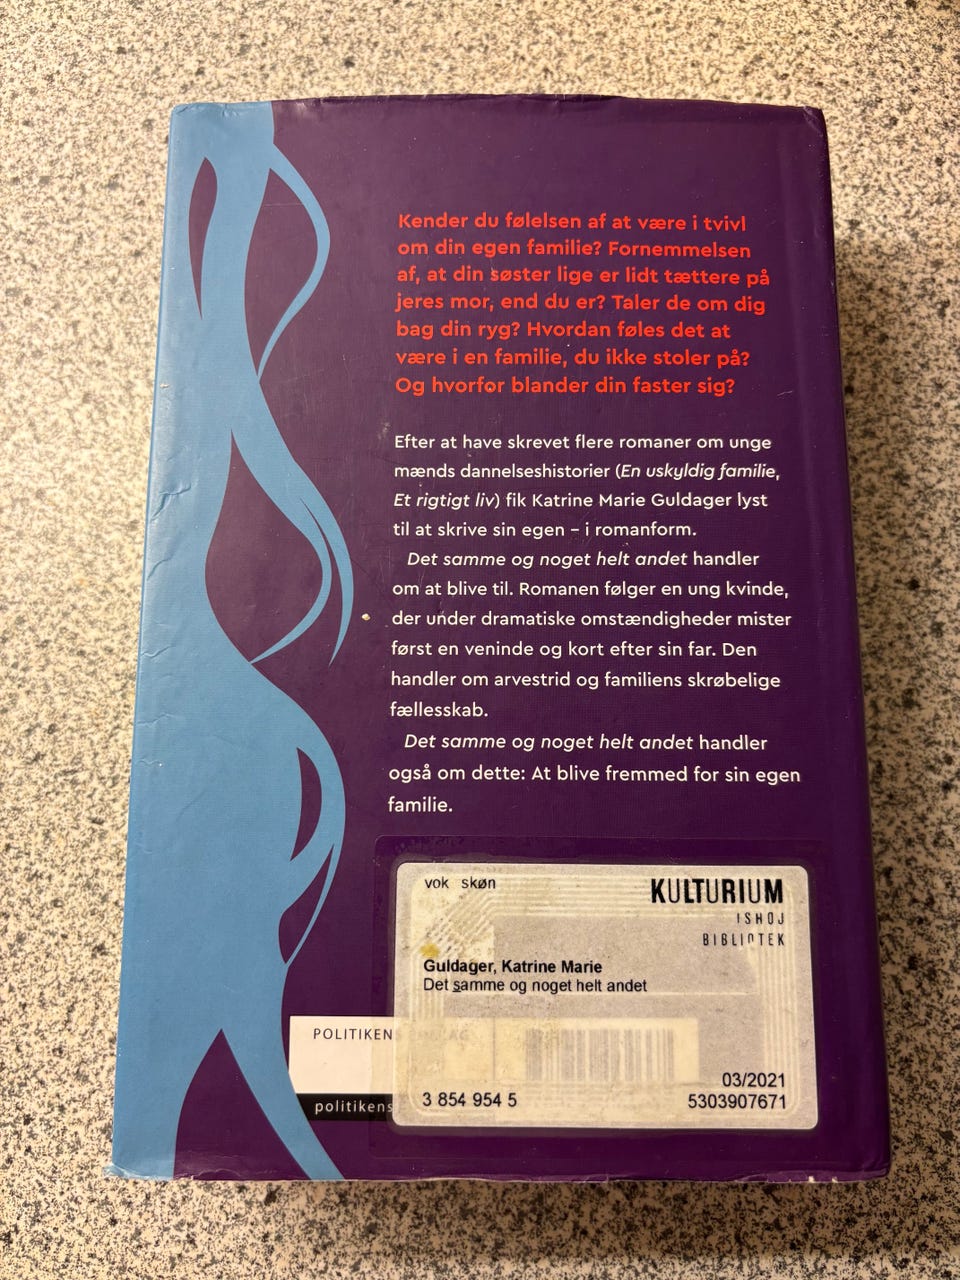 Kender du følelsen af at være i tvivl
om din egen familie? Fornemmelsen
af, at din søster lige er lidt tættere på
jeres mor, end du er? Taler de om dig
bag din ryg? Hvordan føles det at
være i en familie, du ikke stoler på?
Og hvorfor blander din faster sig?
Efter at have skrevet flere romaner om unge
mænds dannelseshistorier (En uskyldig familie,
Et rigtigt liv) fik Katrine Marie Guldager lyst
til at skrive sin egen – i romanform.
Det samme og noget helt andet handler
om at blive til. Romanen følger en ung kvinde,
der under dramatiske omstændigheder mister
først en veninde og kort efter sin far. Den
handler om arvestrid og familiens skrøbelige
fællesskab.
Det samme og noget helt andet handler
også om dette: At blive fremmed for sin egen
familie.
vok skøn
KULTURIUM
ISHØJ
BIBLIOTEK
Guldager, Katrine Marie
Det samme og noget helt andet
POLITIKENS
politikens
03/2021
3 854 954 5
5303907671